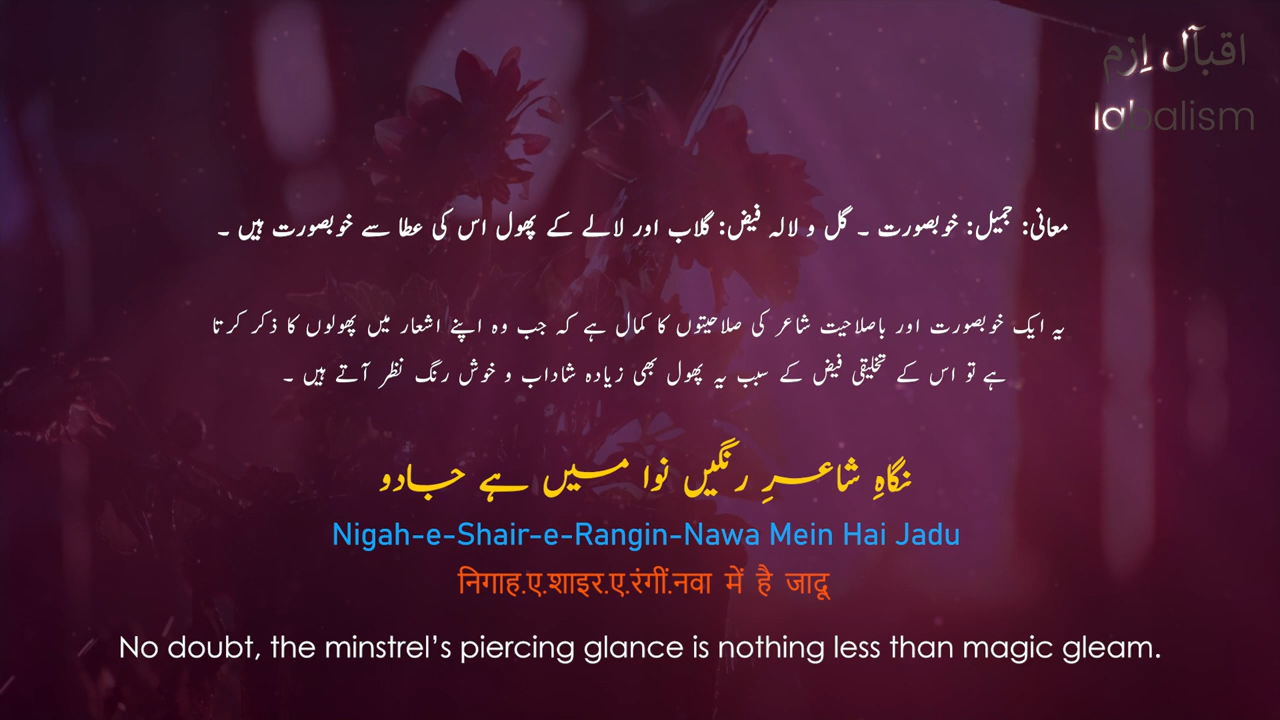 اقبآل اِزم
Iqbalism
معانی: جمیل: خوبصورت ۔ گل و لالہ فیض: گلاب اور لالے کے پھول اس کی عطا سے خوبصورت ہیں ۔
یہ ایک خوبصورت اور باصلاحیت شاعر کی صلاحیتوں کا کمال ہے کہ جب وہ اپنے اشعار میں پھولوں کا ذکر کرتا
ہے تو اس کے تخلیقی فیض کے سبب یہ پھول بھی زیادہ شاداب و خوش رنگ نظر آتے ہیں ۔
نگاہِ شاعرِ رنگیں نوا میں ہے جادو
Nigah-e-Shair-e-Rangin-Nawa Mein Hai Jadu
निगाह.ए.शाइर.ए.रंगीं.नवा में है जादू
No doubt, the minstrel’s piercing glance is nothing less than magic gleam.